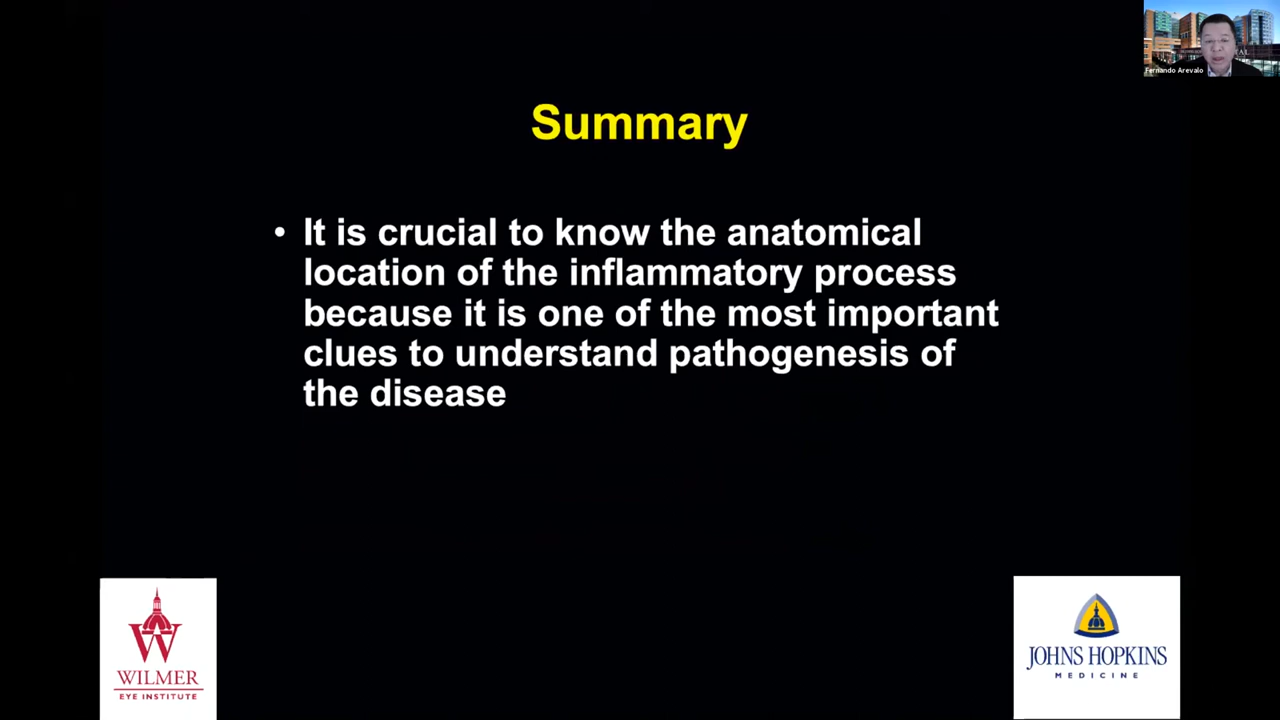 Fernando Arevalo
Summary
• It is crucial to know the anatomical
location of the inflammatory process
because it is one of the most important
clues to understand pathogenesis of
the disease
W
WILMER
EYE INSTITUTE
JOHNS HOPKINS
MEDICINE